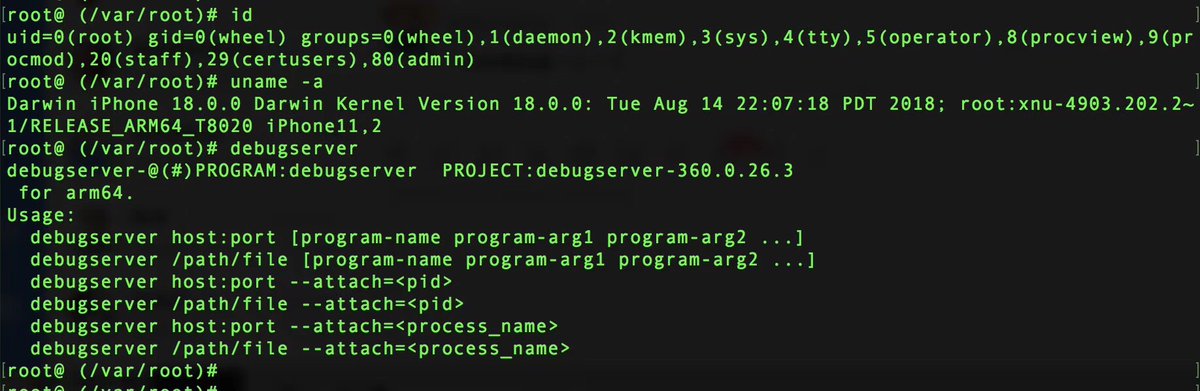 [root@ (/var/root)# id ]
uid=0(root) gid=0(wheel) groups=0(wheel),1(daemon),2(kmem),3(sys),4(tty),5(operator),8(procview),9(pr
ocmod),20(staff),29(certusers),80(admin)
[root@ (/var/root)# uname -a ]
Darwin iPhone 18.0.0 Darwin Kernel Version 18.0.0: Tue Aug 14 22:07:18 PDT 2018; root:xnu-4903.202.2~
1/RELEASE_ARM64_T8020 iPhone11,2
[root@ (/var/root)# debugserver ]
debugserver-@(#)PROGRAM:debugserver  PROJECT:debugserver-360.0.26.3
 for arm64.
Usage:
  debugserver host:port [program-name program-arg1 program-arg2 ...]
  debugserver /path/file [program-name program-arg1 program-arg2 ...]
  debugserver host:port --attach=<pid>
  debugserver /path/file --attach=<pid>
  debugserver host:port --attach=<process_name>
  debugserver /path/file --attach=<process_name>
[root@ (/var/root)# ]
[root@ (/var/root)#